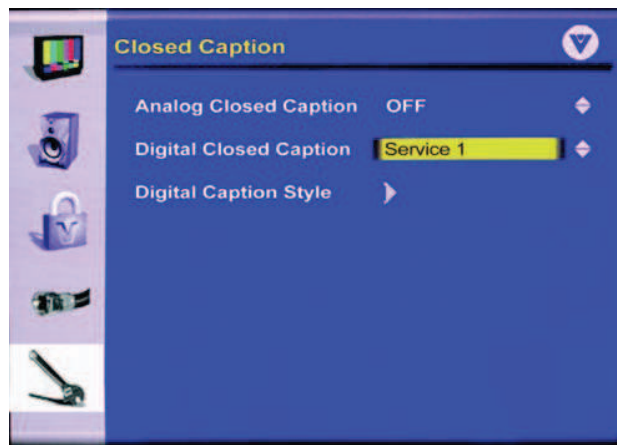 Closed Caption
Analog Closed Caption OFF
Digital Closed Caption Service 1
Digital Caption Style